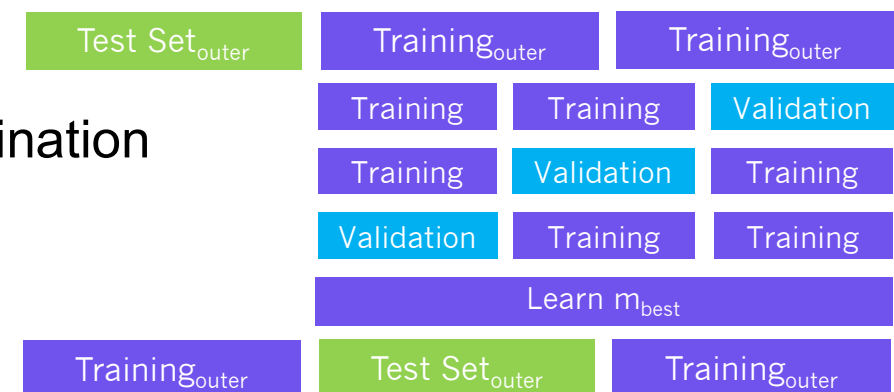 Test Set_outer Training_outer Training_outer
Training Training Validation
ination
Training Validation Training
Validation Training Training
Learn m_best
Training_outer Test Set_outer Training_outer